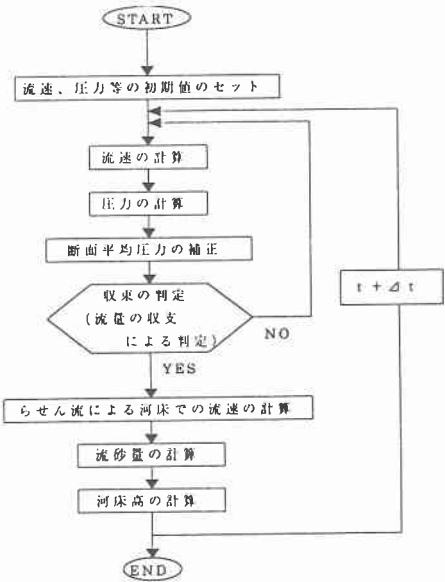 START
流速、圧力等の初期値のセット
流速の計算
圧力の計算
断面平均圧力の補正
収束の判定
(流量の収支
による判定)
NO
YES
t + Δ t
らせん流による河床での流速の計算
流砂量の計算
河床高の計算
END